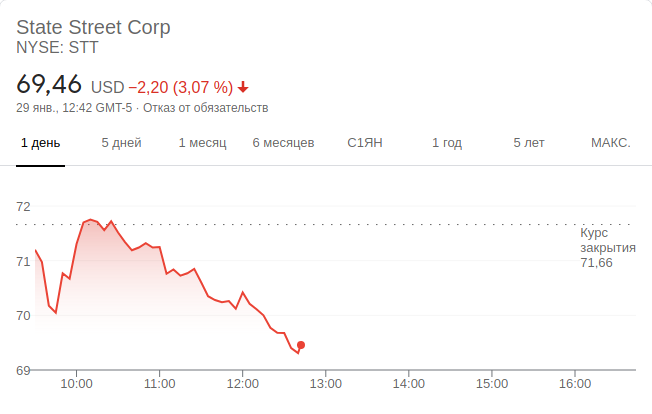 State Street Corp
NYSE: STT
69,46 USD −2,20 (3,07 %)
29 янв., 12:42 GMT-5 · Отказ от обязательств
1 день 5 дней 1 месяц 6 месяцев С1ЯН 1 год 5 лет МАКС.
72
Курс
закрытия
71,66
71
70
69
10:00 11:00 12:00 13:00 14:00 15:00 16:00